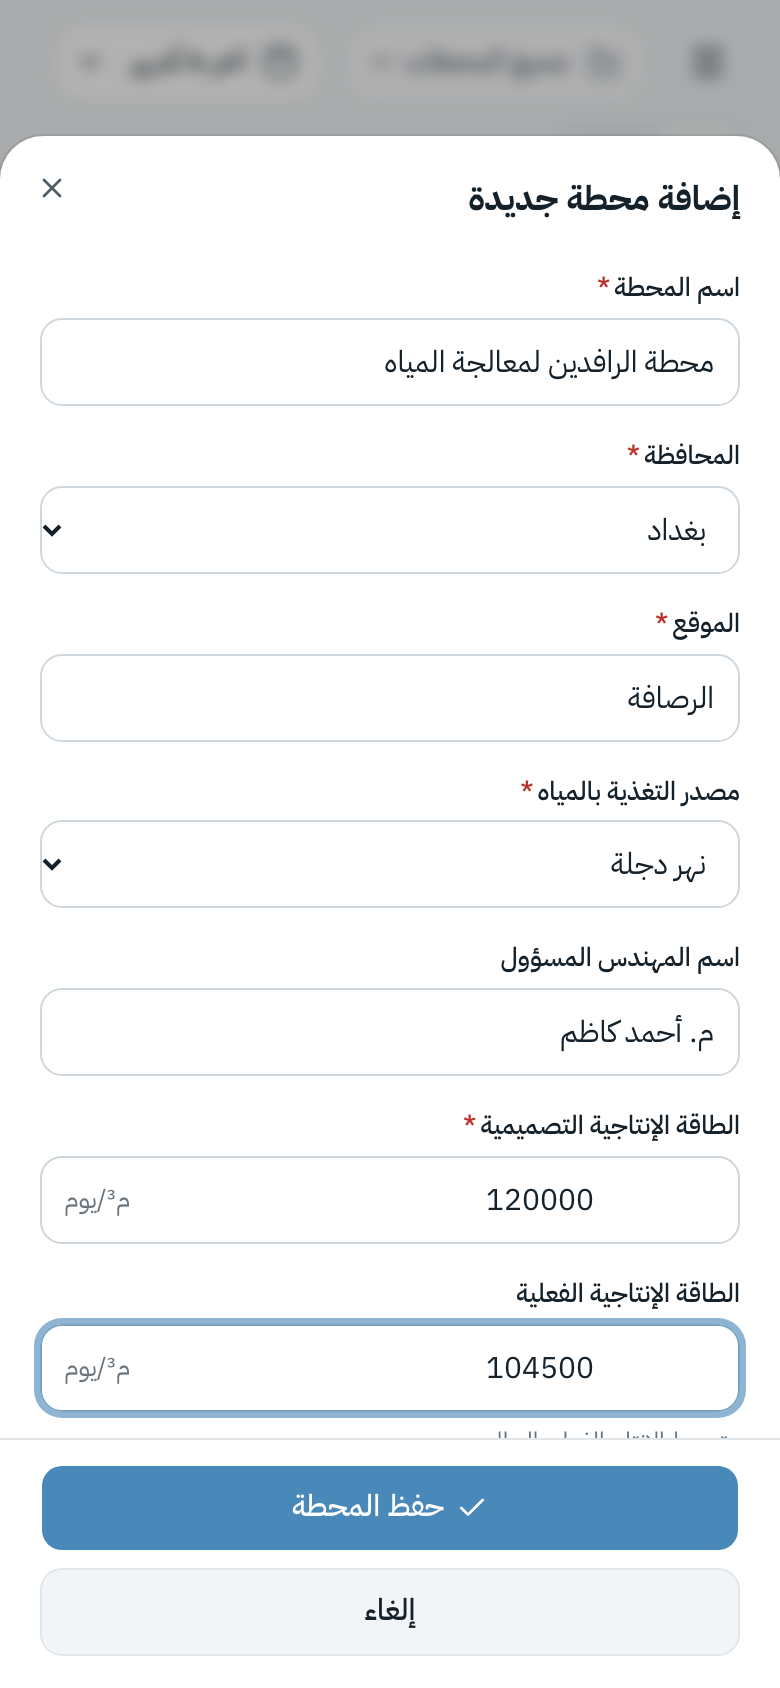 إضافة محطة جديدة
اسم المحطة *
محطة الرافدين لمعالجة المياه
المحافظة *
بغداد
الموقع *
الرصافة
مصدر التغذية بالمياه *
نهر دجلة
اسم المهندس المسؤول
م. أحمد كاظم
الطاقة الإنتاجية التصميمية *
120000 م³/يوم
الطاقة الإنتاجية الفعلية
104500 م³/يوم
حفظ المحطة
إلغاء